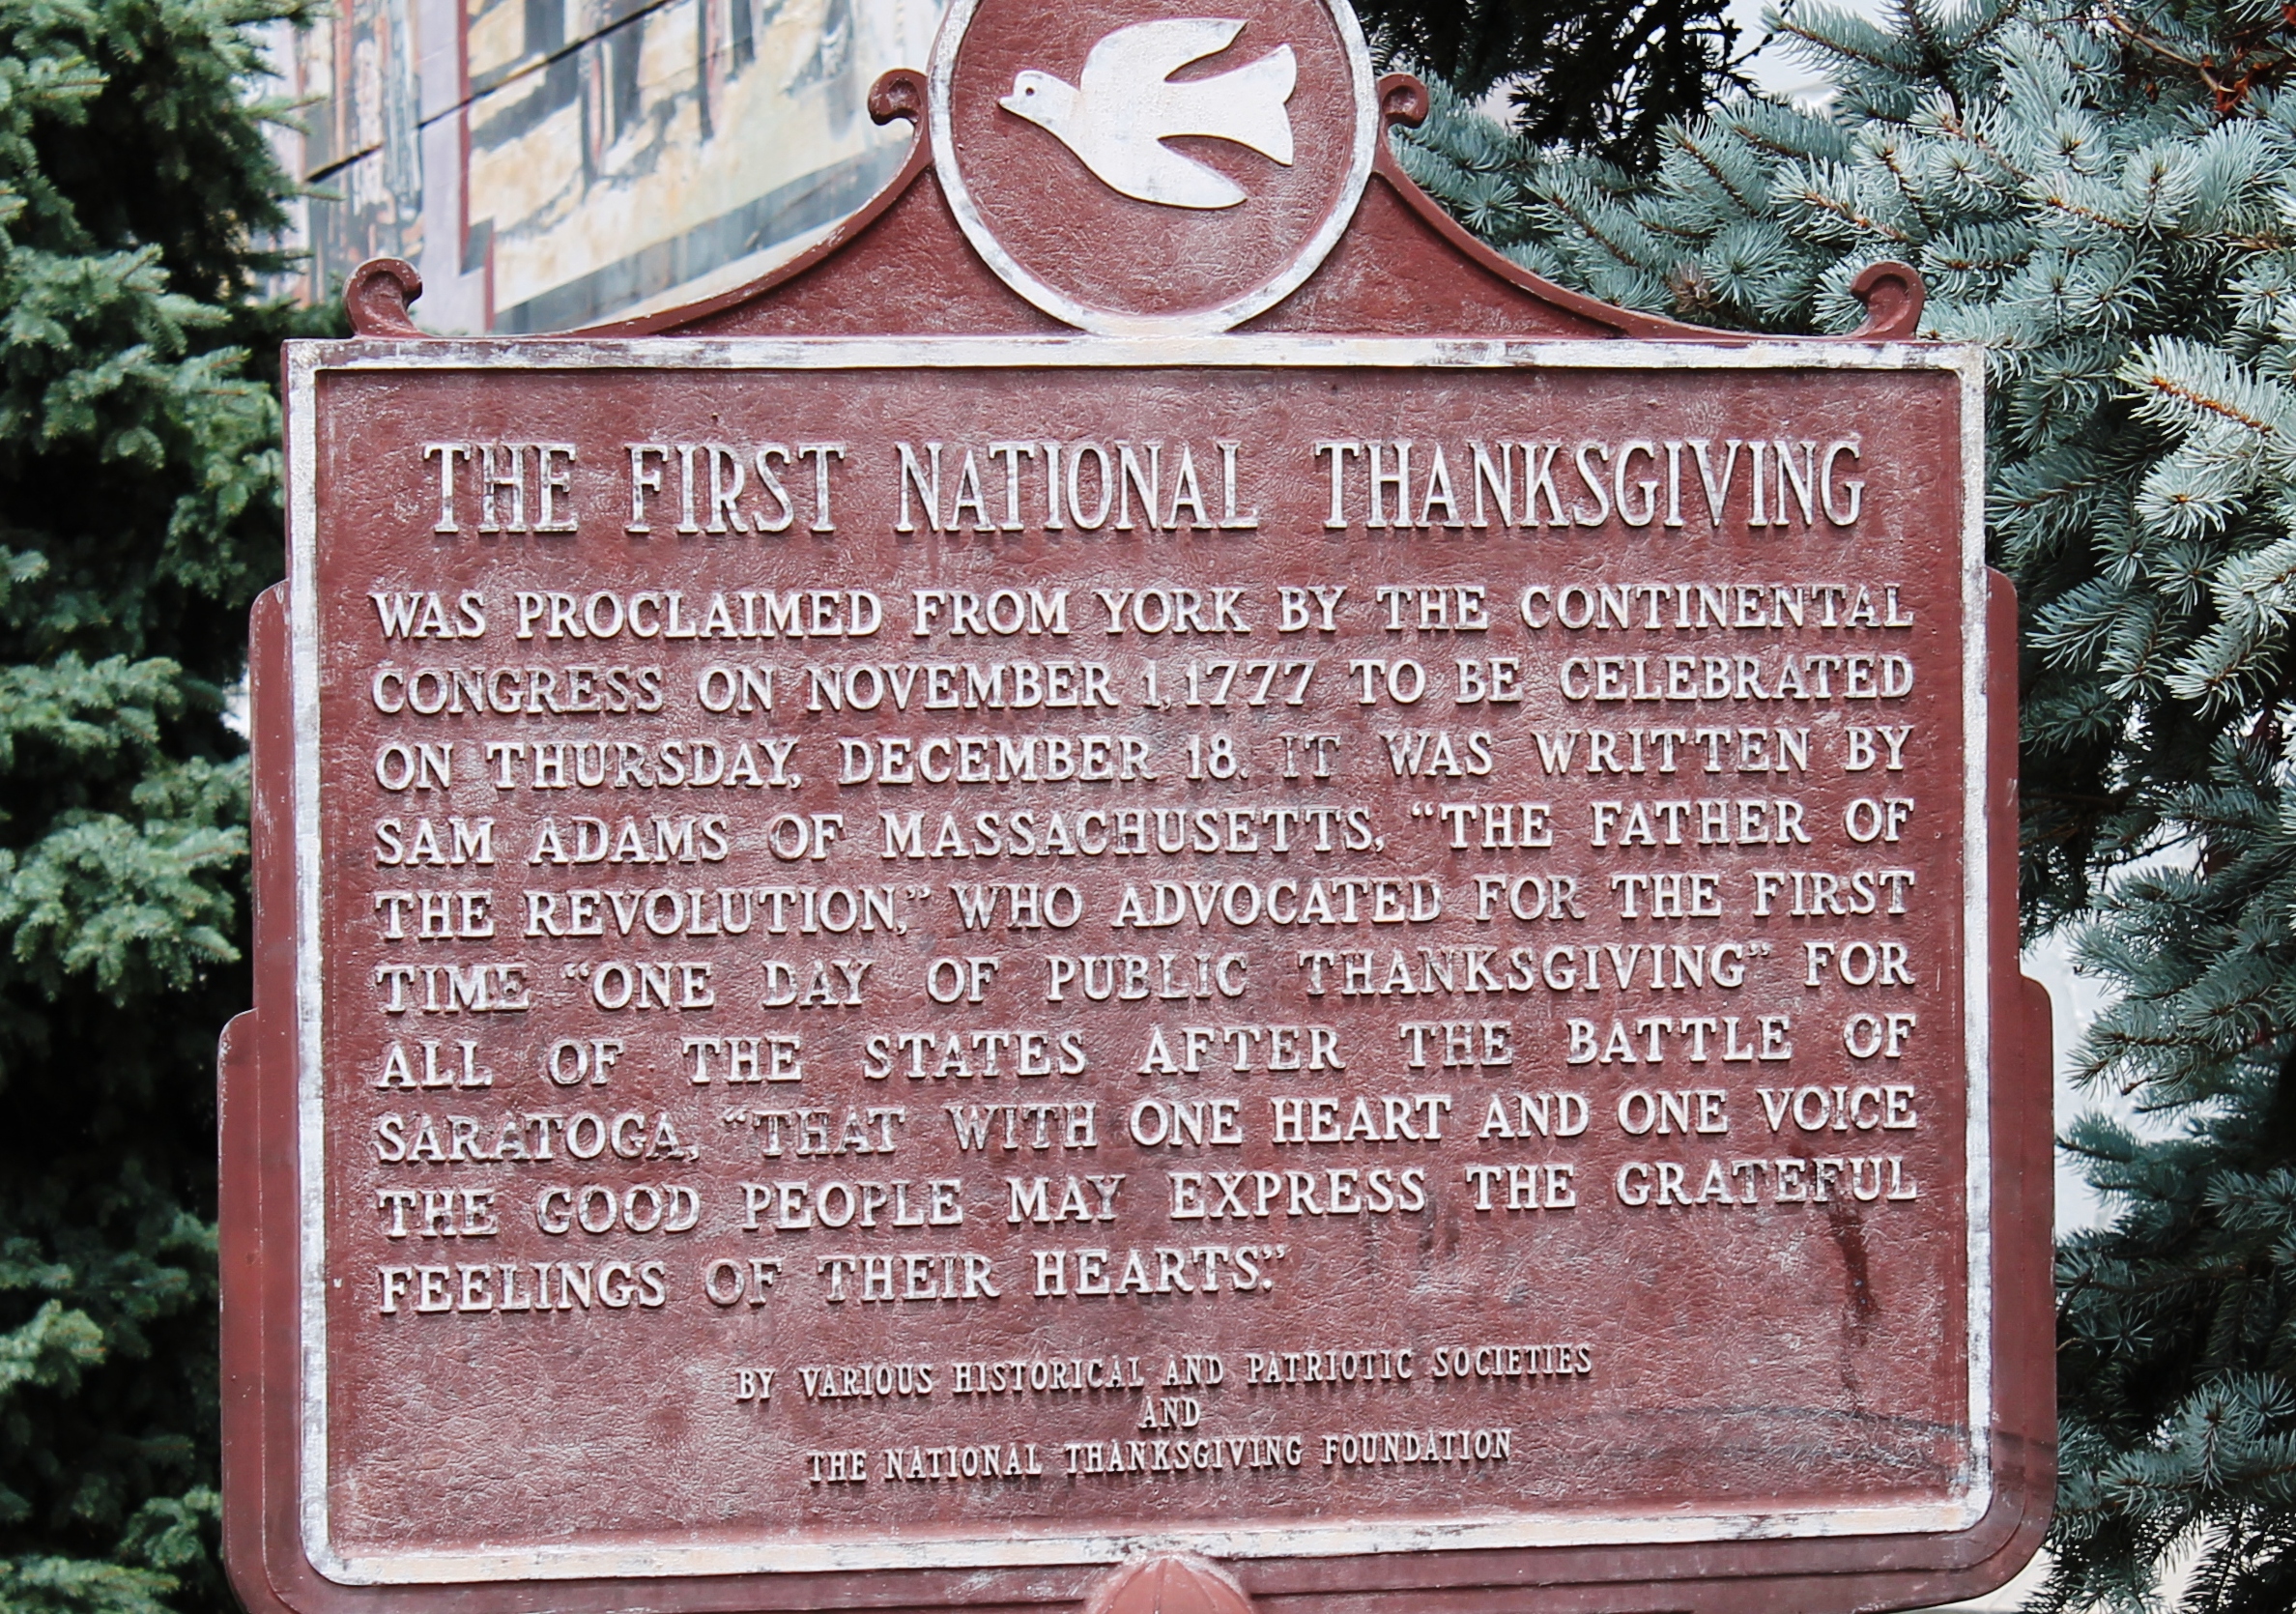 THE FIRST NATIONAL THANKSGIVING
WAS PROCLAIMED FROM YORK BY THE CONTINENTAL
CONGRESS ON NOVEMBER 1, 1777 TO BE CELEBRATED
ON THURSDAY, DECEMBER 18. IT WAS WRITTEN BY
SAM ADAMS OF MASSACHUSETTS, “THE FATHER OF
THE REVOLUTION,” WHO ADVOCATED FOR THE FIRST
TIME “ONE DAY OF PUBLIC THANKSGIVING” FOR
ALL OF THE STATES AFTER THE BATTLE OF
SARATOGA, “THAT WITH ONE HEART AND ONE VOICE
THE GOOD PEOPLE MAY EXPRESS THE GRATEFUL
FEELINGS OF THEIR HEARTS.”
BY VARIOUS HISTORICAL AND PATRIOTIC SOCIETIES
AND
THE NATIONAL THANKSGIVING FOUNDATION